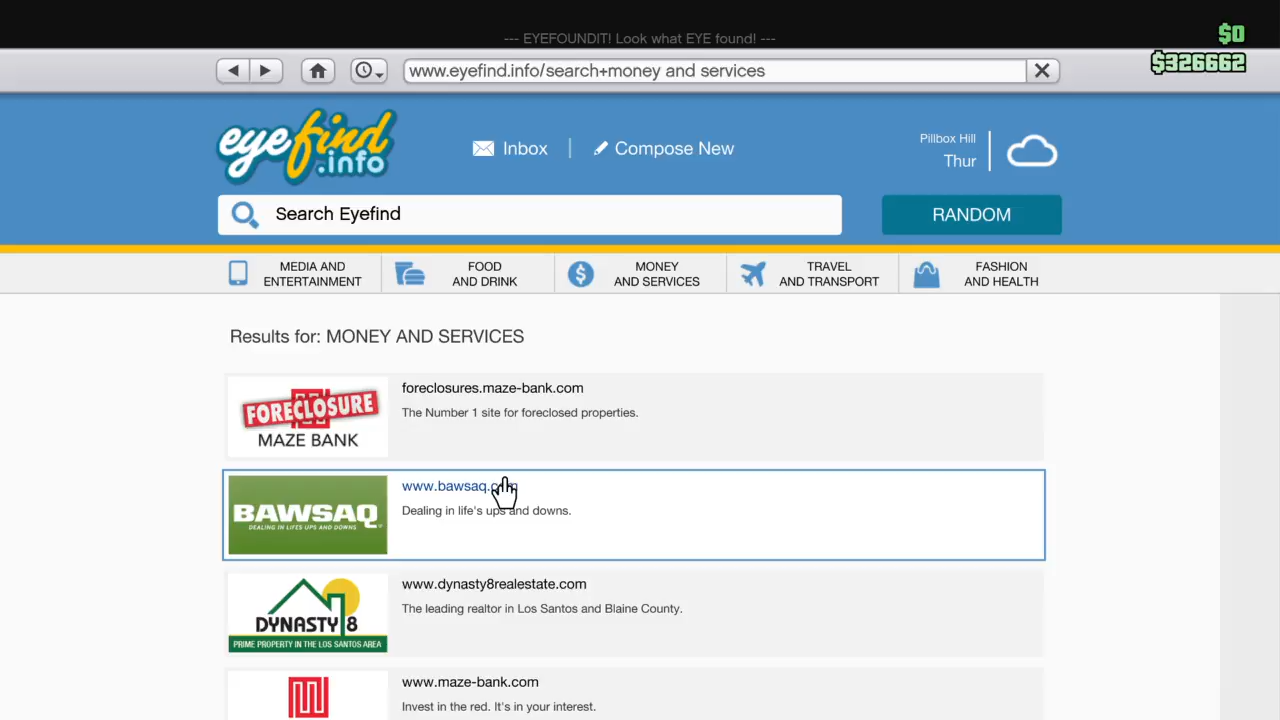 --- EYEFOUNDIT! Look what EYE found! ---
$0
$326662
www.eyefind.info/search+money and services
eyefind
.info
Inbox
Compose New
Pillbox Hill
Thur
Search Eyefind
RANDOM
MEDIA AND
ENTERTAINMENT
FOOD
AND DRINK
MONEY
AND SERVICES
TRAVEL
AND TRANSPORT
FASHION
AND HEALTH
Results for: MONEY AND SERVICES
FORECLOSURE
MAZE BANK
foreclosures.maze-bank.com
The Number 1 site for foreclosed properties.
BAWSAQ
DEALING IN LIFE'S UPS AND DOWNS
www.bawsaq.com
Dealing in life's ups and downs.
DYNASTY 8
PRIME PROPERTY IN THE LOS SANTOS AREA
www.dynasty8realestate.com
The leading realtor in Los Santos and Blaine County.
www.maze-bank.com
Invest in the red. It's in your interest.